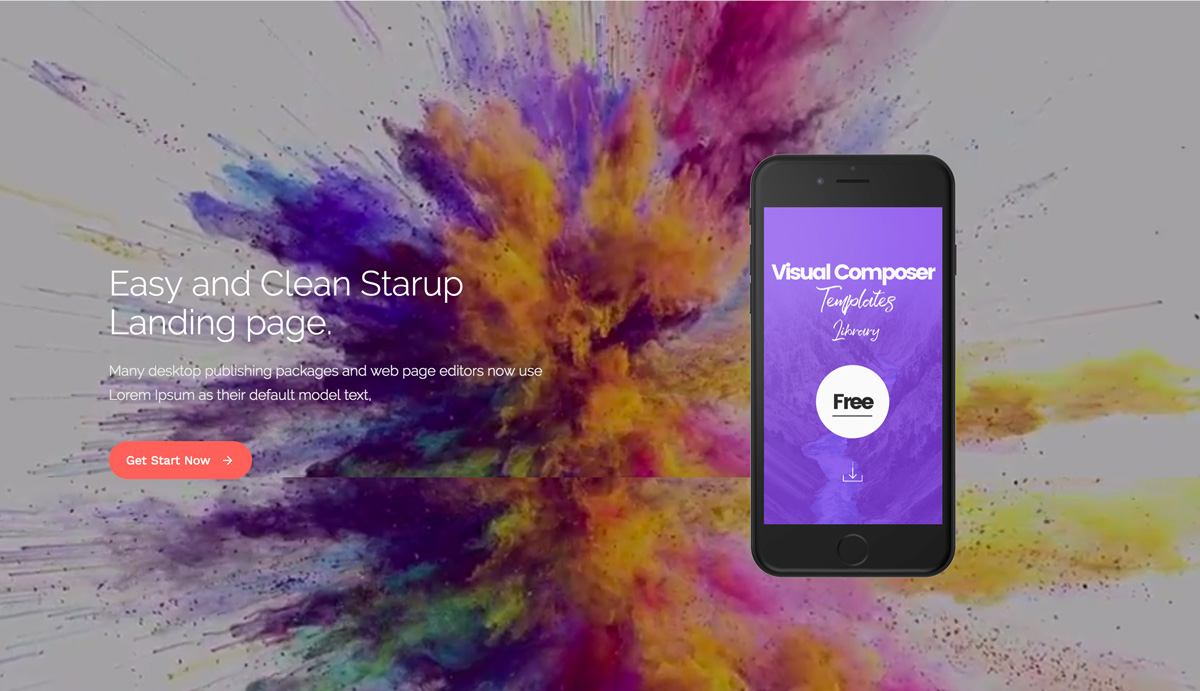 Easy and Clean Starup
Landing page.
Many desktop publishing packages and web page editors now use
Lorem Ipsum as their default model text,
Get Start Now
Visual Composer
Templates
Library
Free